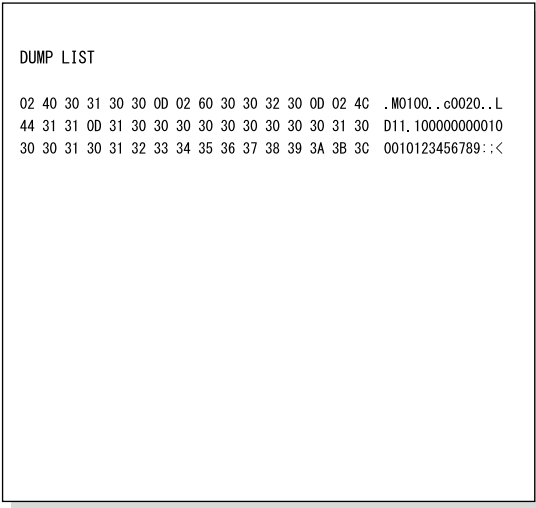 DUMP LIST
02 40 30 31 30 30 0D 02 60 30 30 32 30 0D 02 4C .M0100..c0020..L
44 31 31 0D 31 30 30 30 30 30 30 30 30 30 31 30 D11.100000000010
30 30 31 30 31 32 33 34 35 36 37 38 39 3A 3B 3C 0010123456789:;<